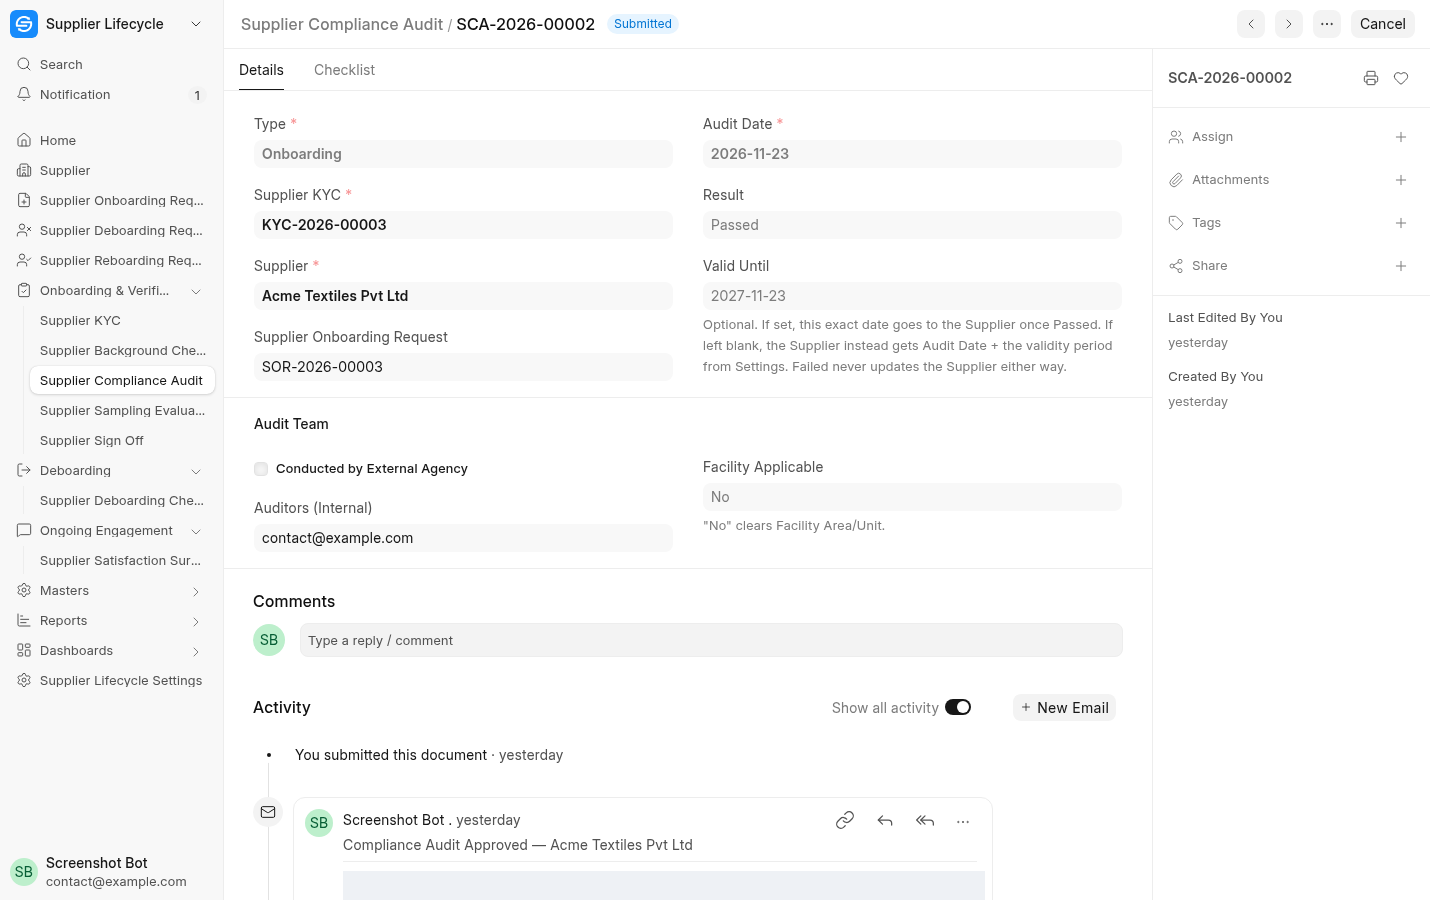 Supplier Lifecycle
Search
Notification
1
Home
Supplier
Supplier Onboarding Req...
Supplier Deboarding Req...
Supplier Reboarding Req...
Onboarding & Verifi...
Supplier KYC
Supplier Background Che...
Supplier Compliance Audit
Supplier Sampling Evalua...
Supplier Sign Off
Deboarding
Supplier Deboarding Che...
Ongoing Engagement
Supplier Satisfaction Sur...
Masters
Reports
Dashboards
Supplier Lifecycle Settings
SB
Screenshot Bot
contact@example.com
Supplier Compliance Audit / SCA-2026-00002
Submitted
Cancel
Details
Checklist
Type *
Onboarding
Supplier KYC *
KYC-2026-00003
Supplier *
Acme Textiles Pvt Ltd
Supplier Onboarding Request
SOR-2026-00003
Audit Date *
2026-11-23
Result
Passed
Valid Until
2027-11-23
Optional. If set, this exact date goes to the Supplier once Passed. If
left blank, the Supplier instead gets Audit Date + the validity period
from Settings. Failed never updates the Supplier either way.
Audit Team
Conducted by External Agency
Auditors (Internal)
contact@example.com
Facility Applicable
No
"No" clears Facility Area/Unit.
Comments
SB
Type a reply / comment
Activity
Show all activity
+ New Email
You submitted this document · yesterday
SB
Screenshot Bot . yesterday
Compliance Audit Approved — Acme Textiles Pvt Ltd
SCA-2026-00002
Assign
Attachments
Tags
Share
Last Edited By You
yesterday
Created By You
yesterday